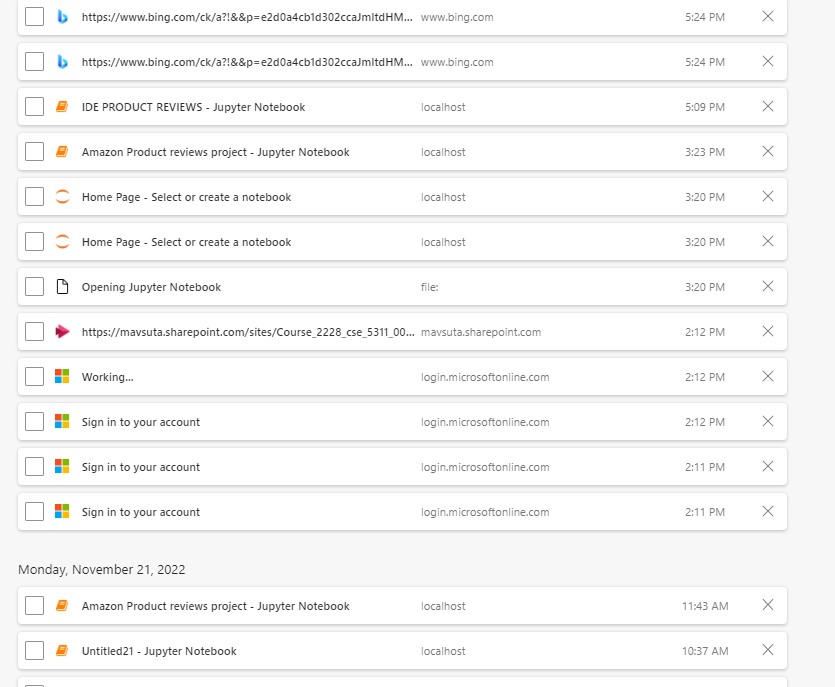 https://www.bing.com/ck/a?!&&p=e2d0a4cb1d302ccaJmltdHM... www.bing.com 5:24 PM
https://www.bing.com/ck/a?!&&p=e2d0a4cb1d302ccaJmltdHM... www.bing.com 5:24 PM
IDE PRODUCT REVIEWS - Jupyter Notebook localhost 5:09 PM
Amazon Product reviews project - Jupyter Notebook localhost 3:23 PM
Home Page - Select or create a notebook localhost 3:20 PM
Home Page - Select or create a notebook localhost 3:20 PM
Opening Jupyter Notebook file: 3:20 PM
https://mavsuta.sharepoint.com/sites/Course_2228_cse_5311_00... mavsuta.sharepoint.com 2:12 PM
Working... login.microsoftonline.com 2:12 PM
Sign in to your account login.microsoftonline.com 2:12 PM
Sign in to your account login.microsoftonline.com 2:11 PM
Sign in to your account login.microsoftonline.com 2:11 PM
Monday, November 21, 2022
Amazon Product reviews project - Jupyter Notebook localhost 11:43 AM
Untitled21 - Jupyter Notebook localhost 10:37 AM